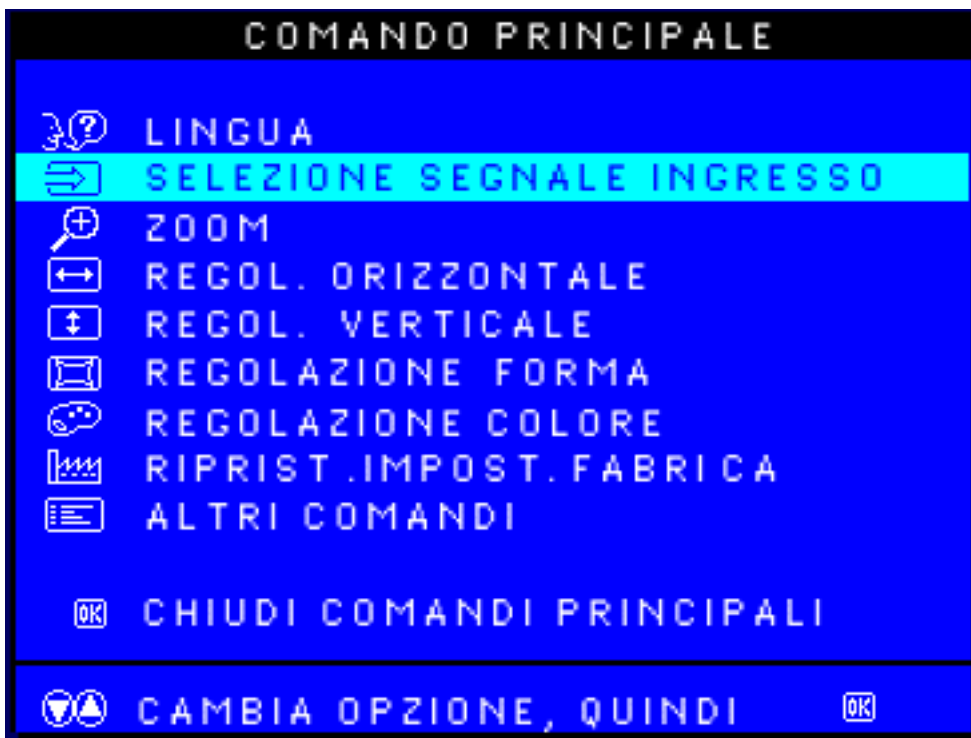 COMANDO PRINCIPALE
LINGUA
SELEZIONE SEGNALE INGRESSO
ZOOM
REGOL. ORIZZONTALE
REGOL. VERTICALE
REGOLAZIONE FORMA
REGOLAZIONE COLORE
RIPRIST.IMPOST.FABRICA
ALTRI COMANDI
OK CHIUDI COMANDI PRINCIPALI
CAMBIA OPZIONE, QUINDI OK